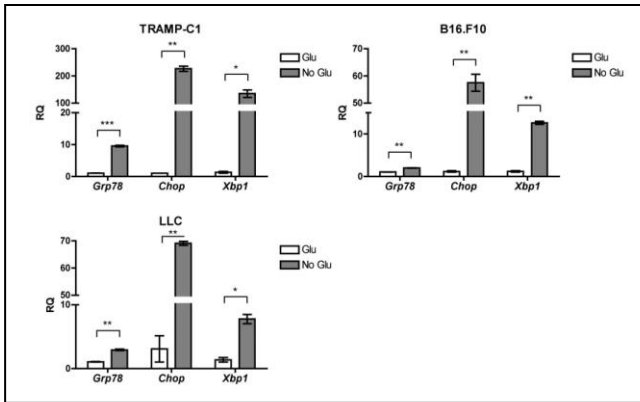 TRAMP-C1
300
200
100
20
10
0
RQ
***
**
*
Grp78 Chop Xbp1
Glu
No Glu
B16.F10
70
60
50
10
0
RQ
**
**
**
Grp78 Chop Xbp1
Glu
No Glu
LLC
70
60
50
10
0
RQ
**
**
*
Grp78 Chop Xbp1
Glu
No Glu